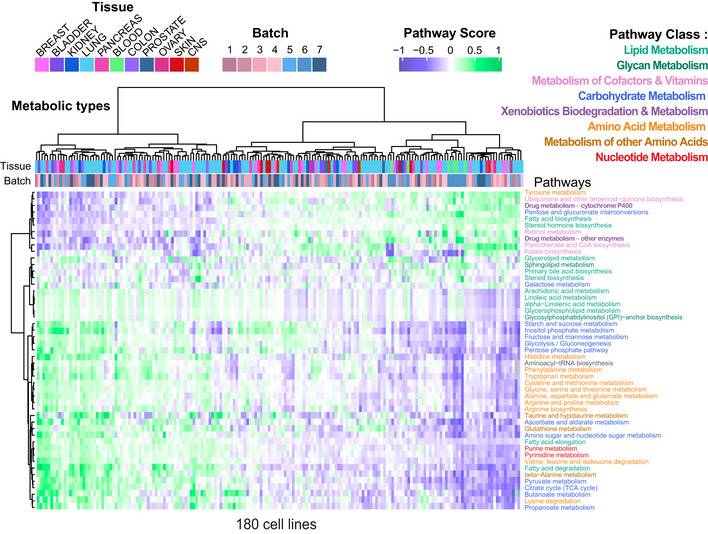 Tissue
BREAST
BLADDER
KIDNEY
LUNG
PANCREAS
BLOOD
COLON
PROSTATE
OVARY
SKIN
CNS
Batch
1 2 3 4 5 6 7
Pathway Score
−1 −0.5 0 0.5 1
Pathway Class :
Lipid Metabolism
Glycan Metabolism
Metabolism of Cofactors & Vitamins
Carbohydrate Metabolism
Xenobiotics Biodegradation & Metabolism
Amino Acid Metabolism
Metabolism of other Amino Acids
Nucleotide Metabolism
Metabolic types
Tissue
Batch
Pathways
Tyrosine metabolism
Ubiquinone and other terpenoid−quinone biosynthesis
Drug metabolism − cytochrome P450
Pentose and glucuronate interconversions
Fatty acid biosynthesis
Steroid hormone biosynthesis
Retinol metabolism
Drug metabolism − other enzymes
Pantothenate and CoA biosynthesis
Folate biosynthesis
Glycerolipid metabolism
Sphingolipid metabolism
Primary bile acid biosynthesis
Steroid biosynthesis
Galactose metabolism
Arachidonic acid metabolism
Linoleic acid metabolism
alpha−Linolenic acid metabolism
Glycerophospholipid metabolism
Glycosylphosphatidylinositol (GPI)−anchor biosynthesis
Starch and sucrose metabolism
Inositol phosphate metabolism
Fructose and mannose metabolism
Glycolysis / Gluconeogenesis
Pentose phosphate pathway
Histidine metabolism
Aminoacyl−tRNA biosynthesis
Phenylalanine metabolism
Tryptophan metabolism
Cysteine and methionine metabolism
Glycine, serine and threonine metabolism
Alanine, aspartate and glutamate metabolism
Arginine and proline metabolism
Arginine biosynthesis
Taurine and hypotaurine metabolism
Ascorbate and aldarate metabolism
Glutathione metabolism
Amino sugar and nucleotide sugar metabolism
Fatty acid elongation
Purine metabolism
Pyrimidine metabolism
Valine, leucine and isoleucine degradation
Fatty acid degradation
beta−Alanine metabolism
Pyruvate metabolism
Citrate cycle (TCA cycle)
Butanoate metabolism
Lysine degradation
Propanoate metabolism
180 cell lines